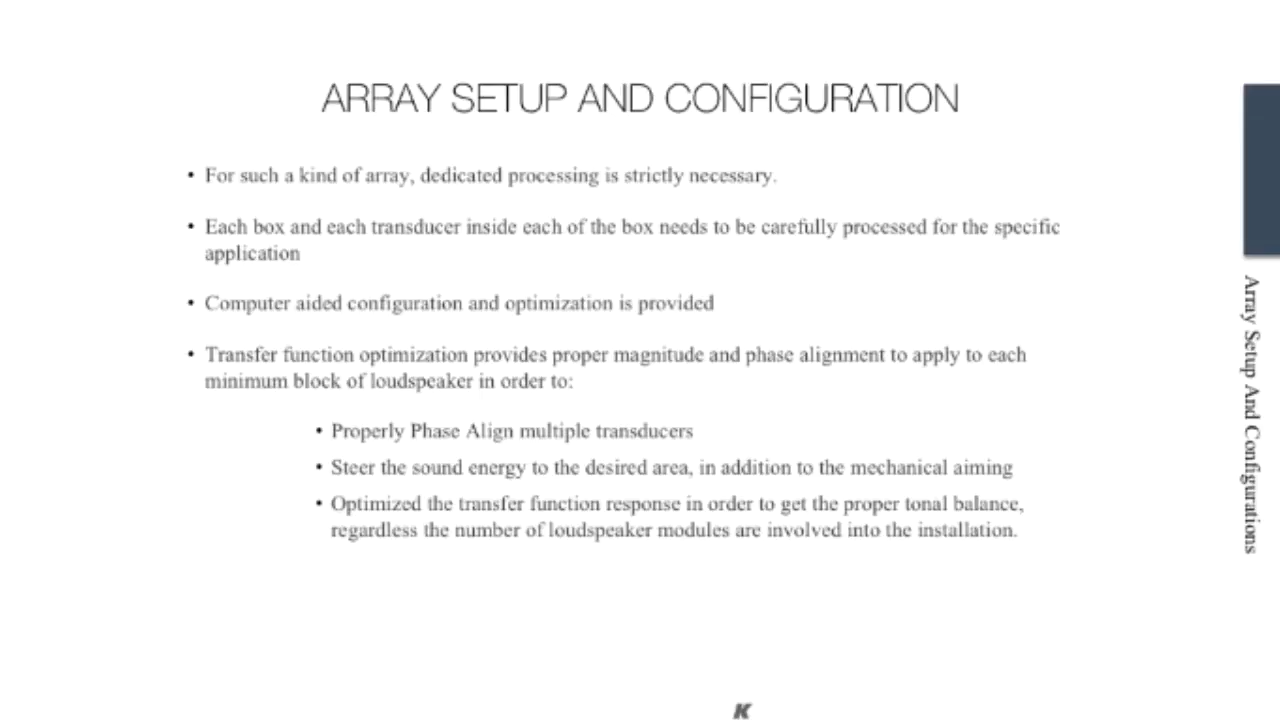 ARRAY SETUP AND CONFIGURATION
• For such a kind of array, dedicated processing is strictly necessary.
• Each box and each transducer inside each of the box needs to be carefully processed for the specific
application
• Computer aided configuration and optimization is provided
• Transfer function optimization provides proper magnitude and phase alignment to apply to each
minimum block of loudspeaker in order to:
• Properly Phase Align multiple transducers
• Steer the sound energy to the desired area, in addition to the mechanical aiming
• Optimized the transfer function response in order to get the proper tonal balance,
regardless the number of loudspeaker modules are involved into the installation.
Array Setup And Configurations
K